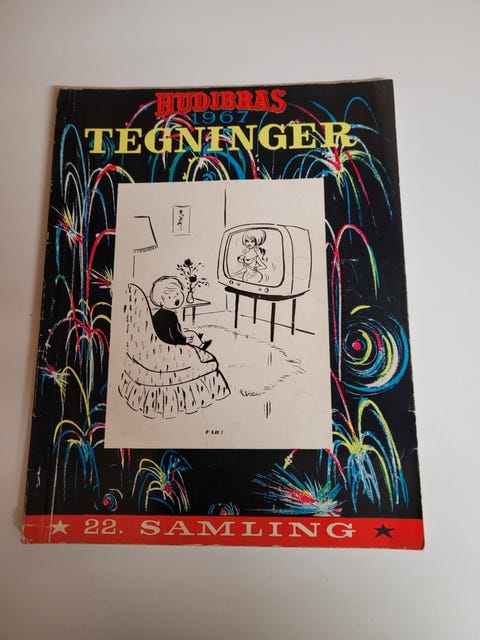 HUDIBRAS
1967
TEGNINGER
FAR!
★ 22. SAMLING ★